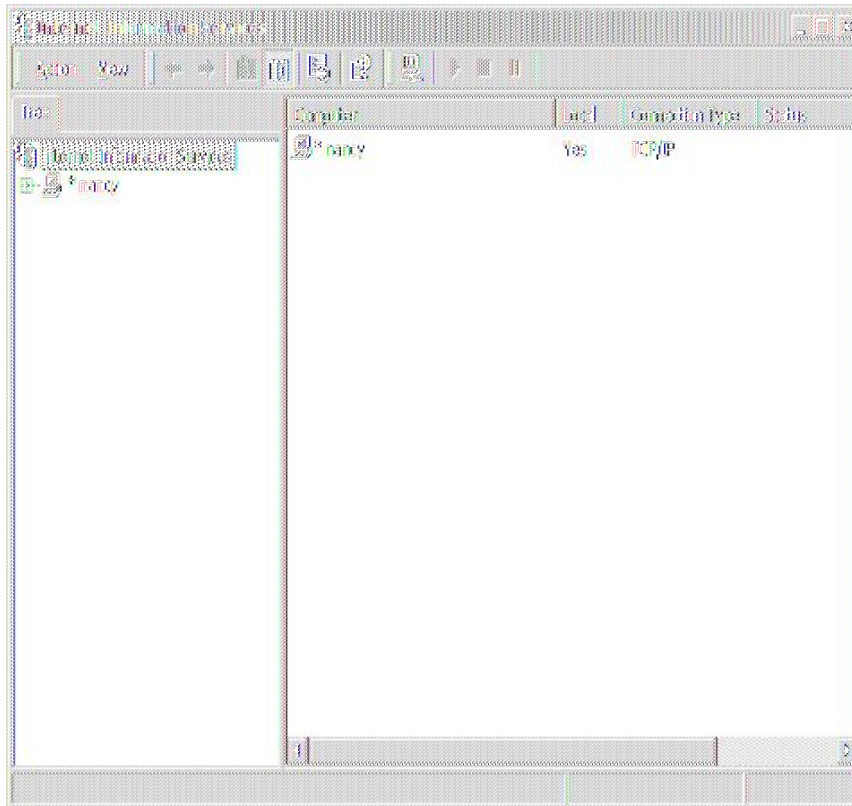 Internet Information Services
Action View
Tree
Computer Local Connection Type Status
Internet Information Services
* nancy Yes TCP/IP
* nancy